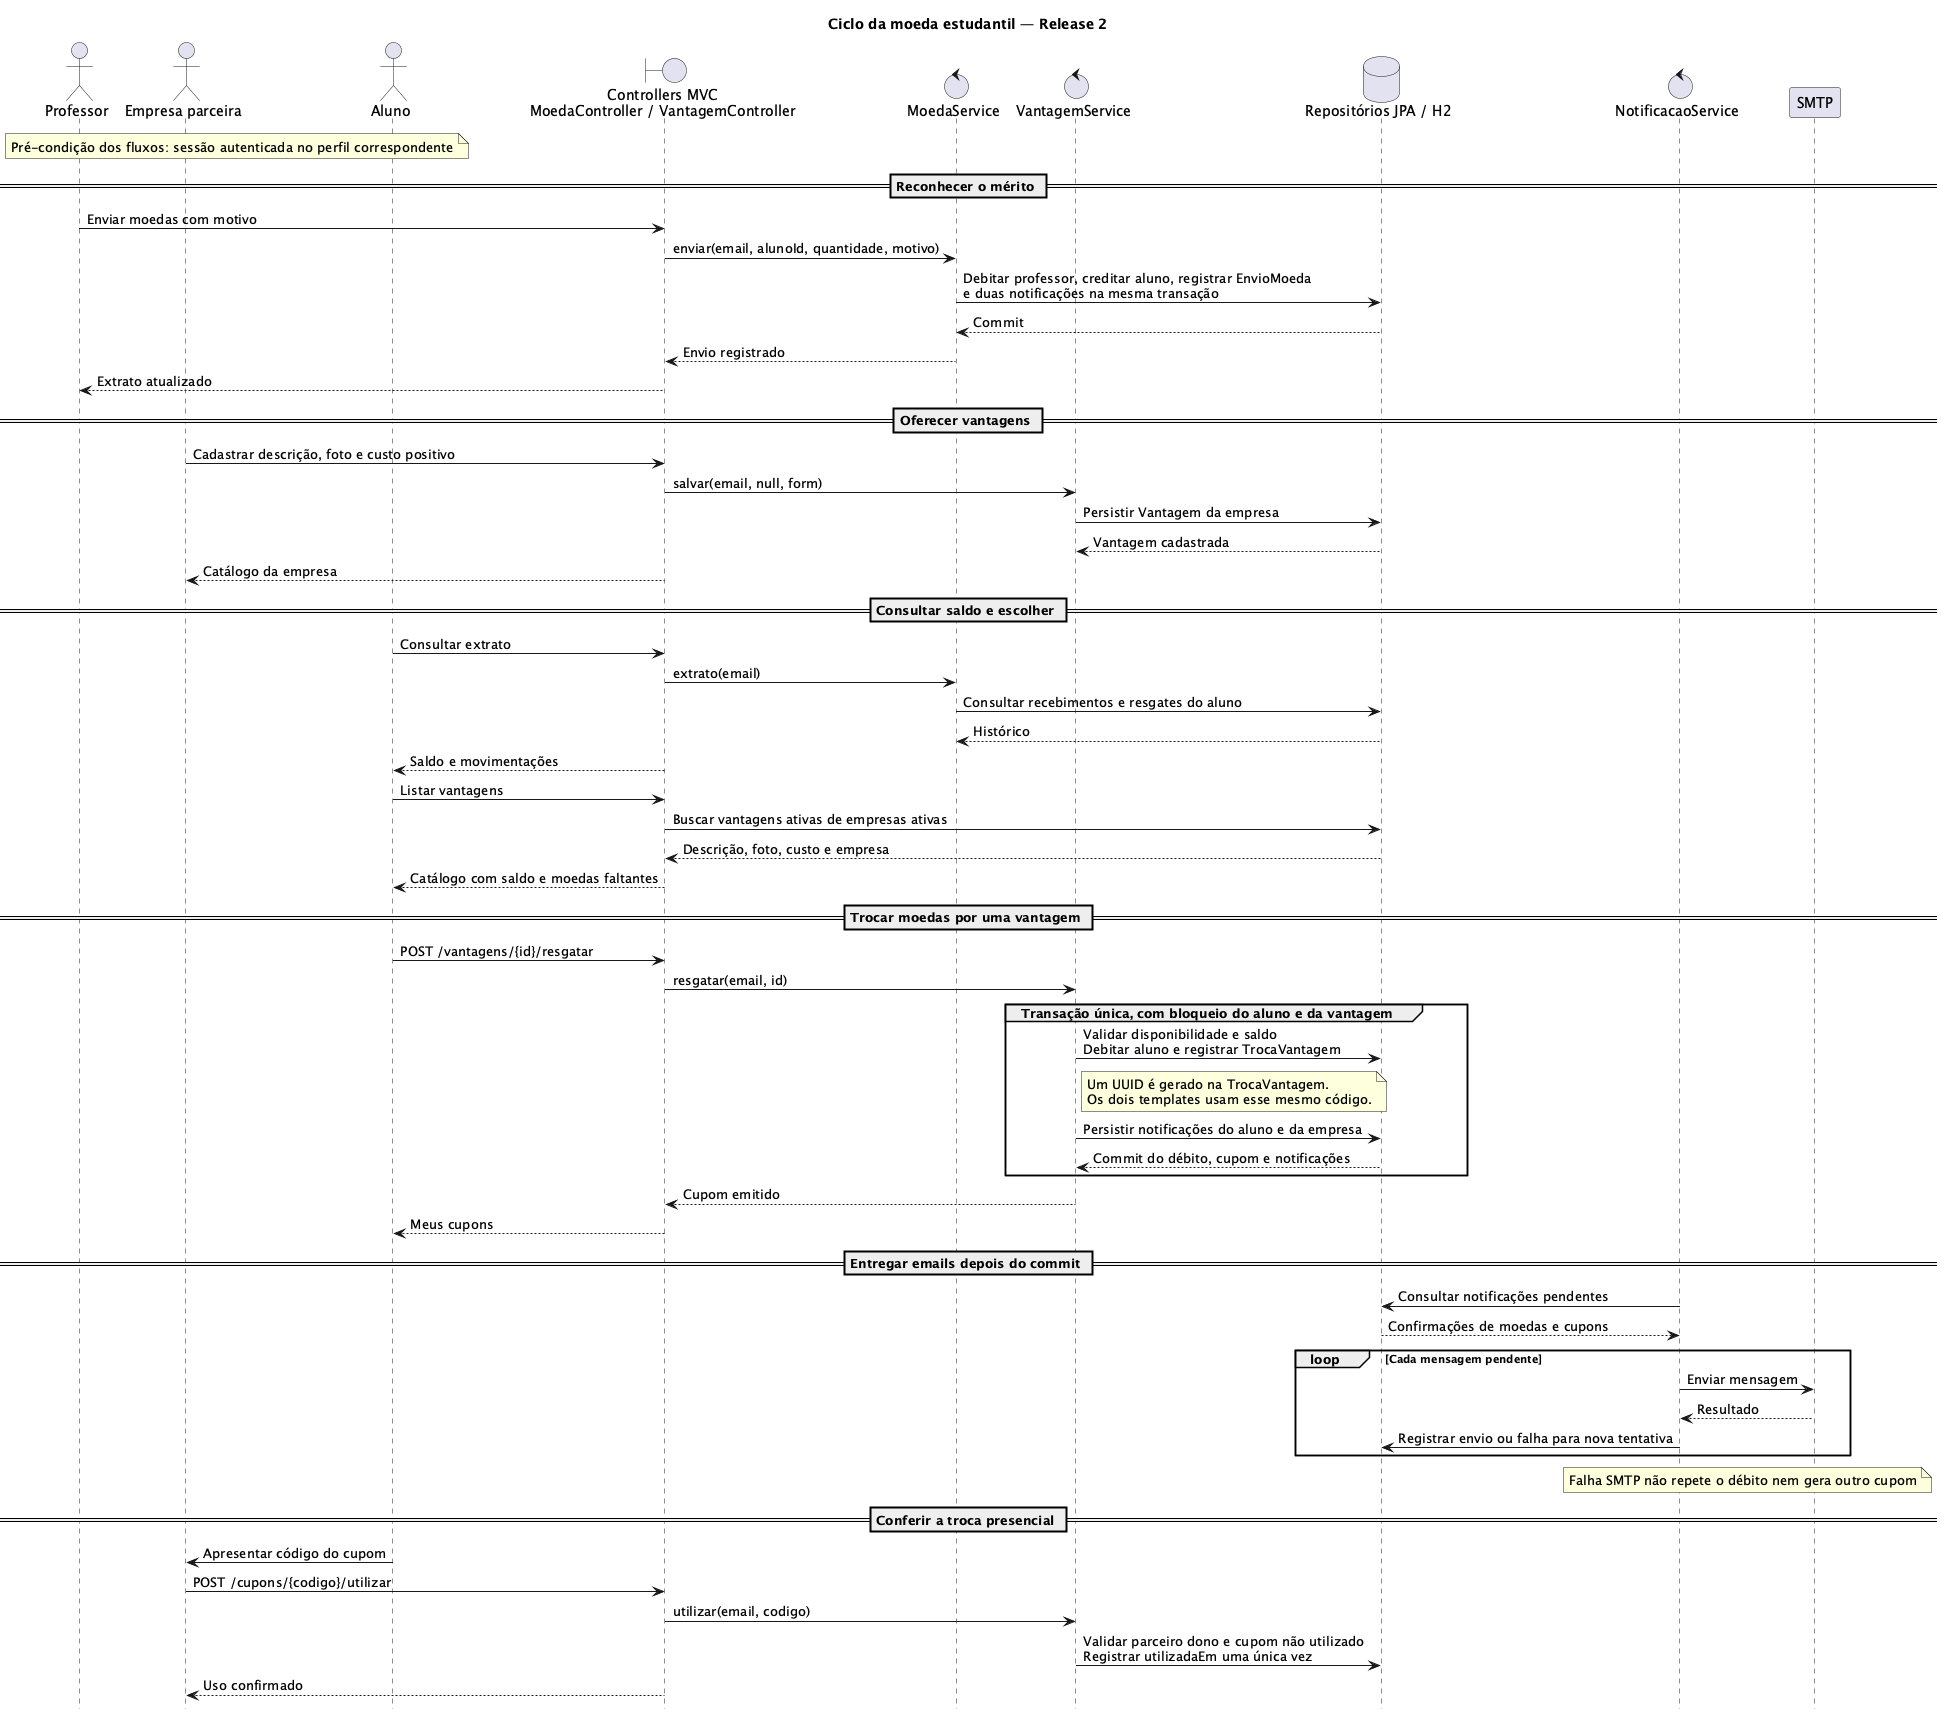 Ciclo da moeda estudantil — Release 2
Professor
Empresa parceira
Aluno
Controllers MVC
MoedaController / VantagemController
MoedaService
VantagemService
Repositórios JPA / H2
NotificacaoService
SMTP
Pré-condição dos fluxos: sessão autenticada no perfil correspondente
Reconhecer o mérito
Enviar moedas com motivo
enviar(email, alunoId, quantidade, motivo)
Debitar professor, creditar aluno, registrar EnvioMoeda
e duas notificações na mesma transação
Commit
Envio registrado
Extrato atualizado
Oferecer vantagens
Cadastrar descrição, foto e custo positivo
salvar(email, null, form)
Persistir Vantagem da empresa
Vantagem cadastrada
Catálogo da empresa
Consultar saldo e escolher
Consultar extrato
extrato(email)
Consultar recebimentos e resgates do aluno
Histórico
Saldo e movimentações
Listar vantagens
Buscar vantagens ativas de empresas ativas
Descrição, foto, custo e empresa
Catálogo com saldo e moedas faltantes
Trocar moedas por uma vantagem
POST /vantagens/{id}/resgatar
resgatar(email, id)
Transação única, com bloqueio do aluno e da vantagem
Validar disponibilidade e saldo
Debitar aluno e registrar TrocaVantagem
Um UUID é gerado na TrocaVantagem.
Os dois templates usam esse mesmo código.
Persistir notificações do aluno e da empresa
Commit do débito, cupom e notificações
Cupom emitido
Meus cupons
Entregar emails depois do commit
Consultar notificações pendentes
Confirmações de moedas e cupons
loop
[Cada mensagem pendente]
Enviar mensagem
Resultado
Registrar envio ou falha para nova tentativa
Falha SMTP não repete o débito nem gera outro cupom
Conferir a troca presencial
Apresentar código do cupom
POST /cupons/{codigo}/utilizar
utilizar(email, codigo)
Validar parceiro dono e cupom não utilizado
Registrar utilizadaEm uma única vez
Uso confirmado